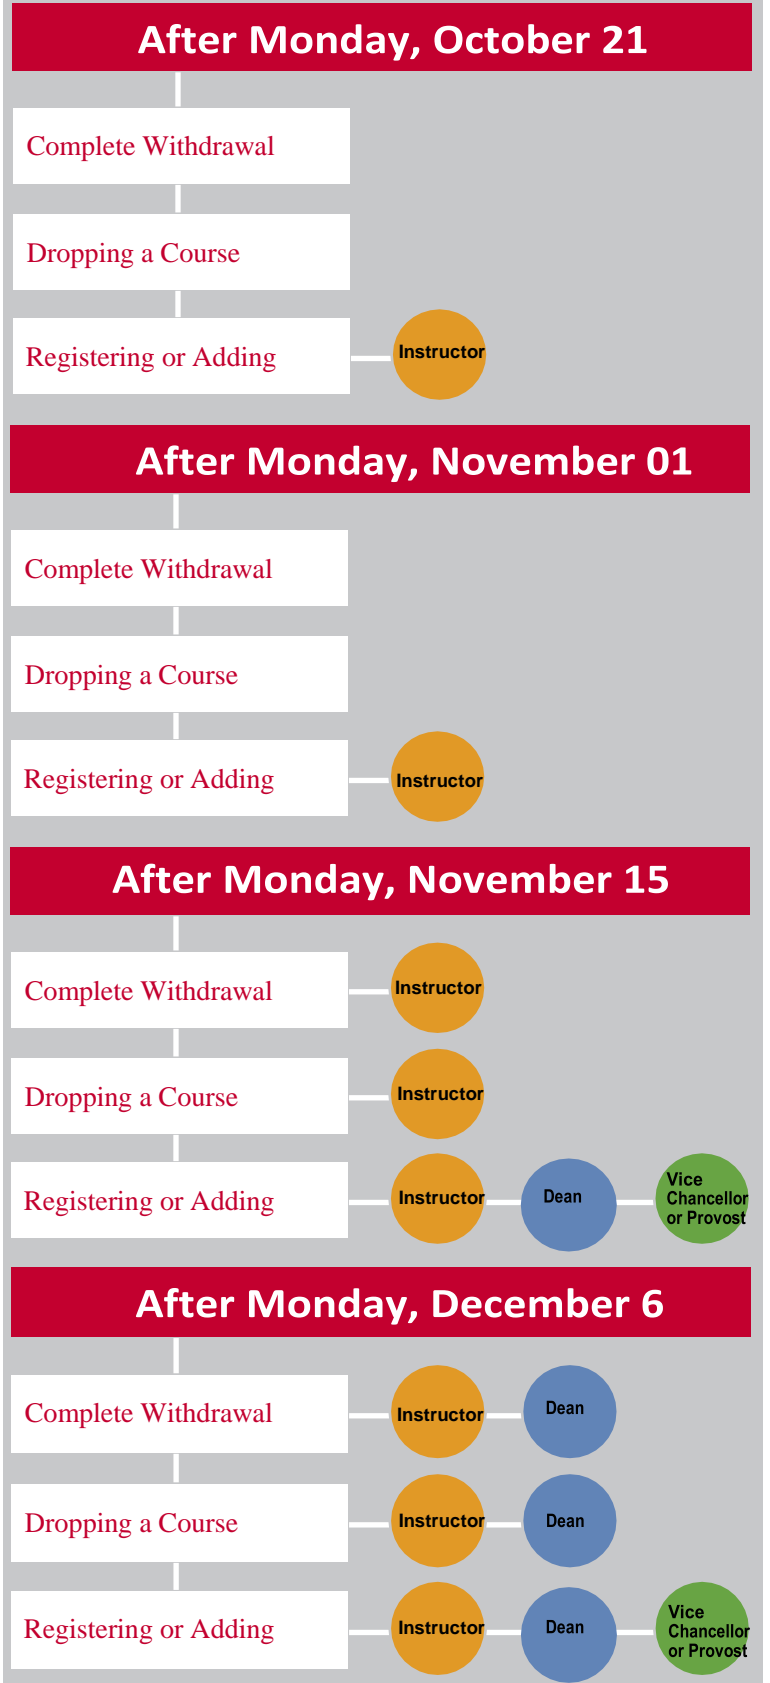 After Monday, October 21
Complete Withdrawal
Dropping a Course
Registering or Adding
Instructor
After Monday, November 01
Complete Withdrawal
Dropping a Course
Registering or Adding
Instructor
After Monday, November 15
Complete Withdrawal
Instructor
Dropping a Course
Instructor
Registering or Adding
Instructor
Dean
Vice
Chancellor
or Provost
After Monday, December 6
Complete Withdrawal
Instructor
Dean
Dropping a Course
Instructor
Dean
Registering or Adding
Instructor
Dean
Vice
Chancellor
or Provost